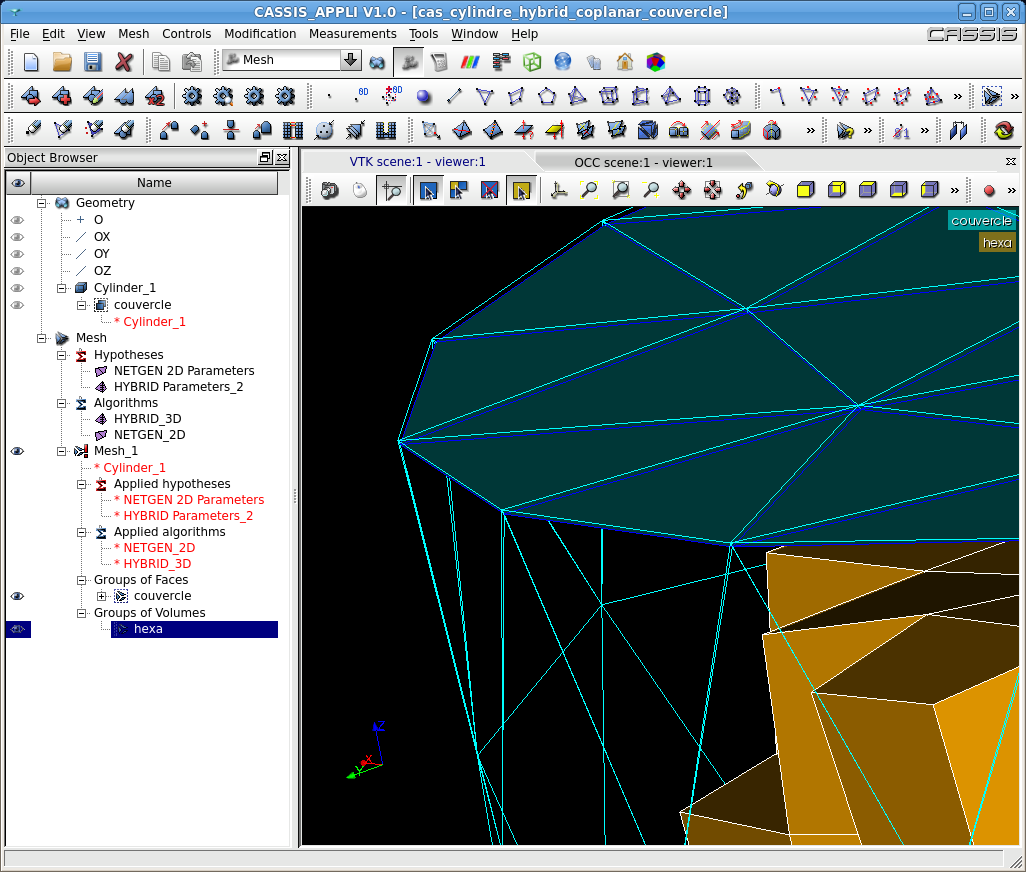 CASSIS_APPLI V1.0 - [cas_cylindre_hybrid_coplanar_couvercle]
File Edit View Mesh Controls Modification Measurements Tools Window Help
CASSIS
Mesh
0D
0D
Object Browser
VTK scene:1 - viewer:1
OCC scene:1 - viewer:1
Name
Geometry
O
OX
OY
OZ
Cylinder_1
couvercle
* Cylinder_1
Mesh
Hypotheses
NETGEN 2D Parameters
HYBRID Parameters_2
Algorithms
HYBRID_3D
NETGEN_2D
Mesh_1
* Cylinder_1
Applied hypotheses
* NETGEN 2D Parameters
* HYBRID Parameters_2
Applied algorithms
* NETGEN_2D
* HYBRID_3D
Groups of Faces
couvercle
Groups of Volumes
hexa
couvercle
hexa
Z
X
Y